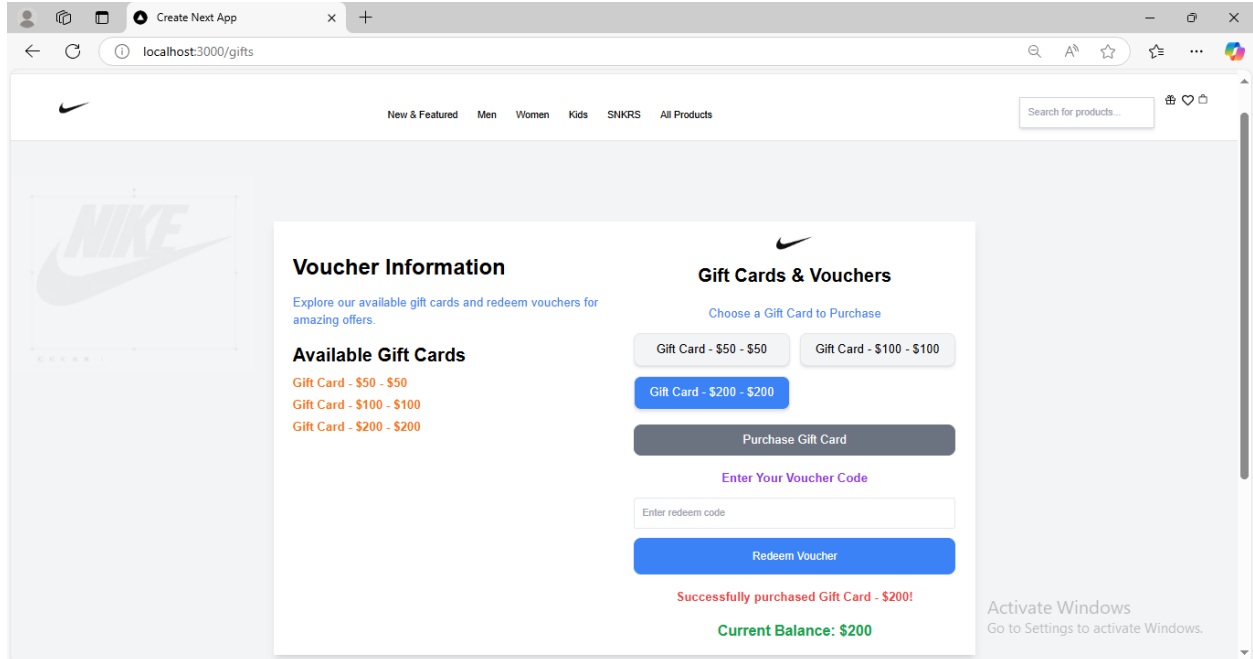 Create Next App
localhost:3000/gifts
New & Featured Men Women Kids SNKRS All Products
Search for products...
NIKE
Voucher Information
Explore our available gift cards and redeem vouchers for
amazing offers.
Available Gift Cards
Gift Card - $50 - $50
Gift Card - $100 - $100
Gift Card - $200 - $200
Gift Cards & Vouchers
Choose a Gift Card to Purchase
Gift Card - $50 - $50
Gift Card - $100 - $100
Gift Card - $200 - $200
Purchase Gift Card
Enter Your Voucher Code
Enter redeem code
Redeem Voucher
Successfully purchased Gift Card - $200!
Current Balance: $200
Activate Windows
Go to Settings to activate Windows.